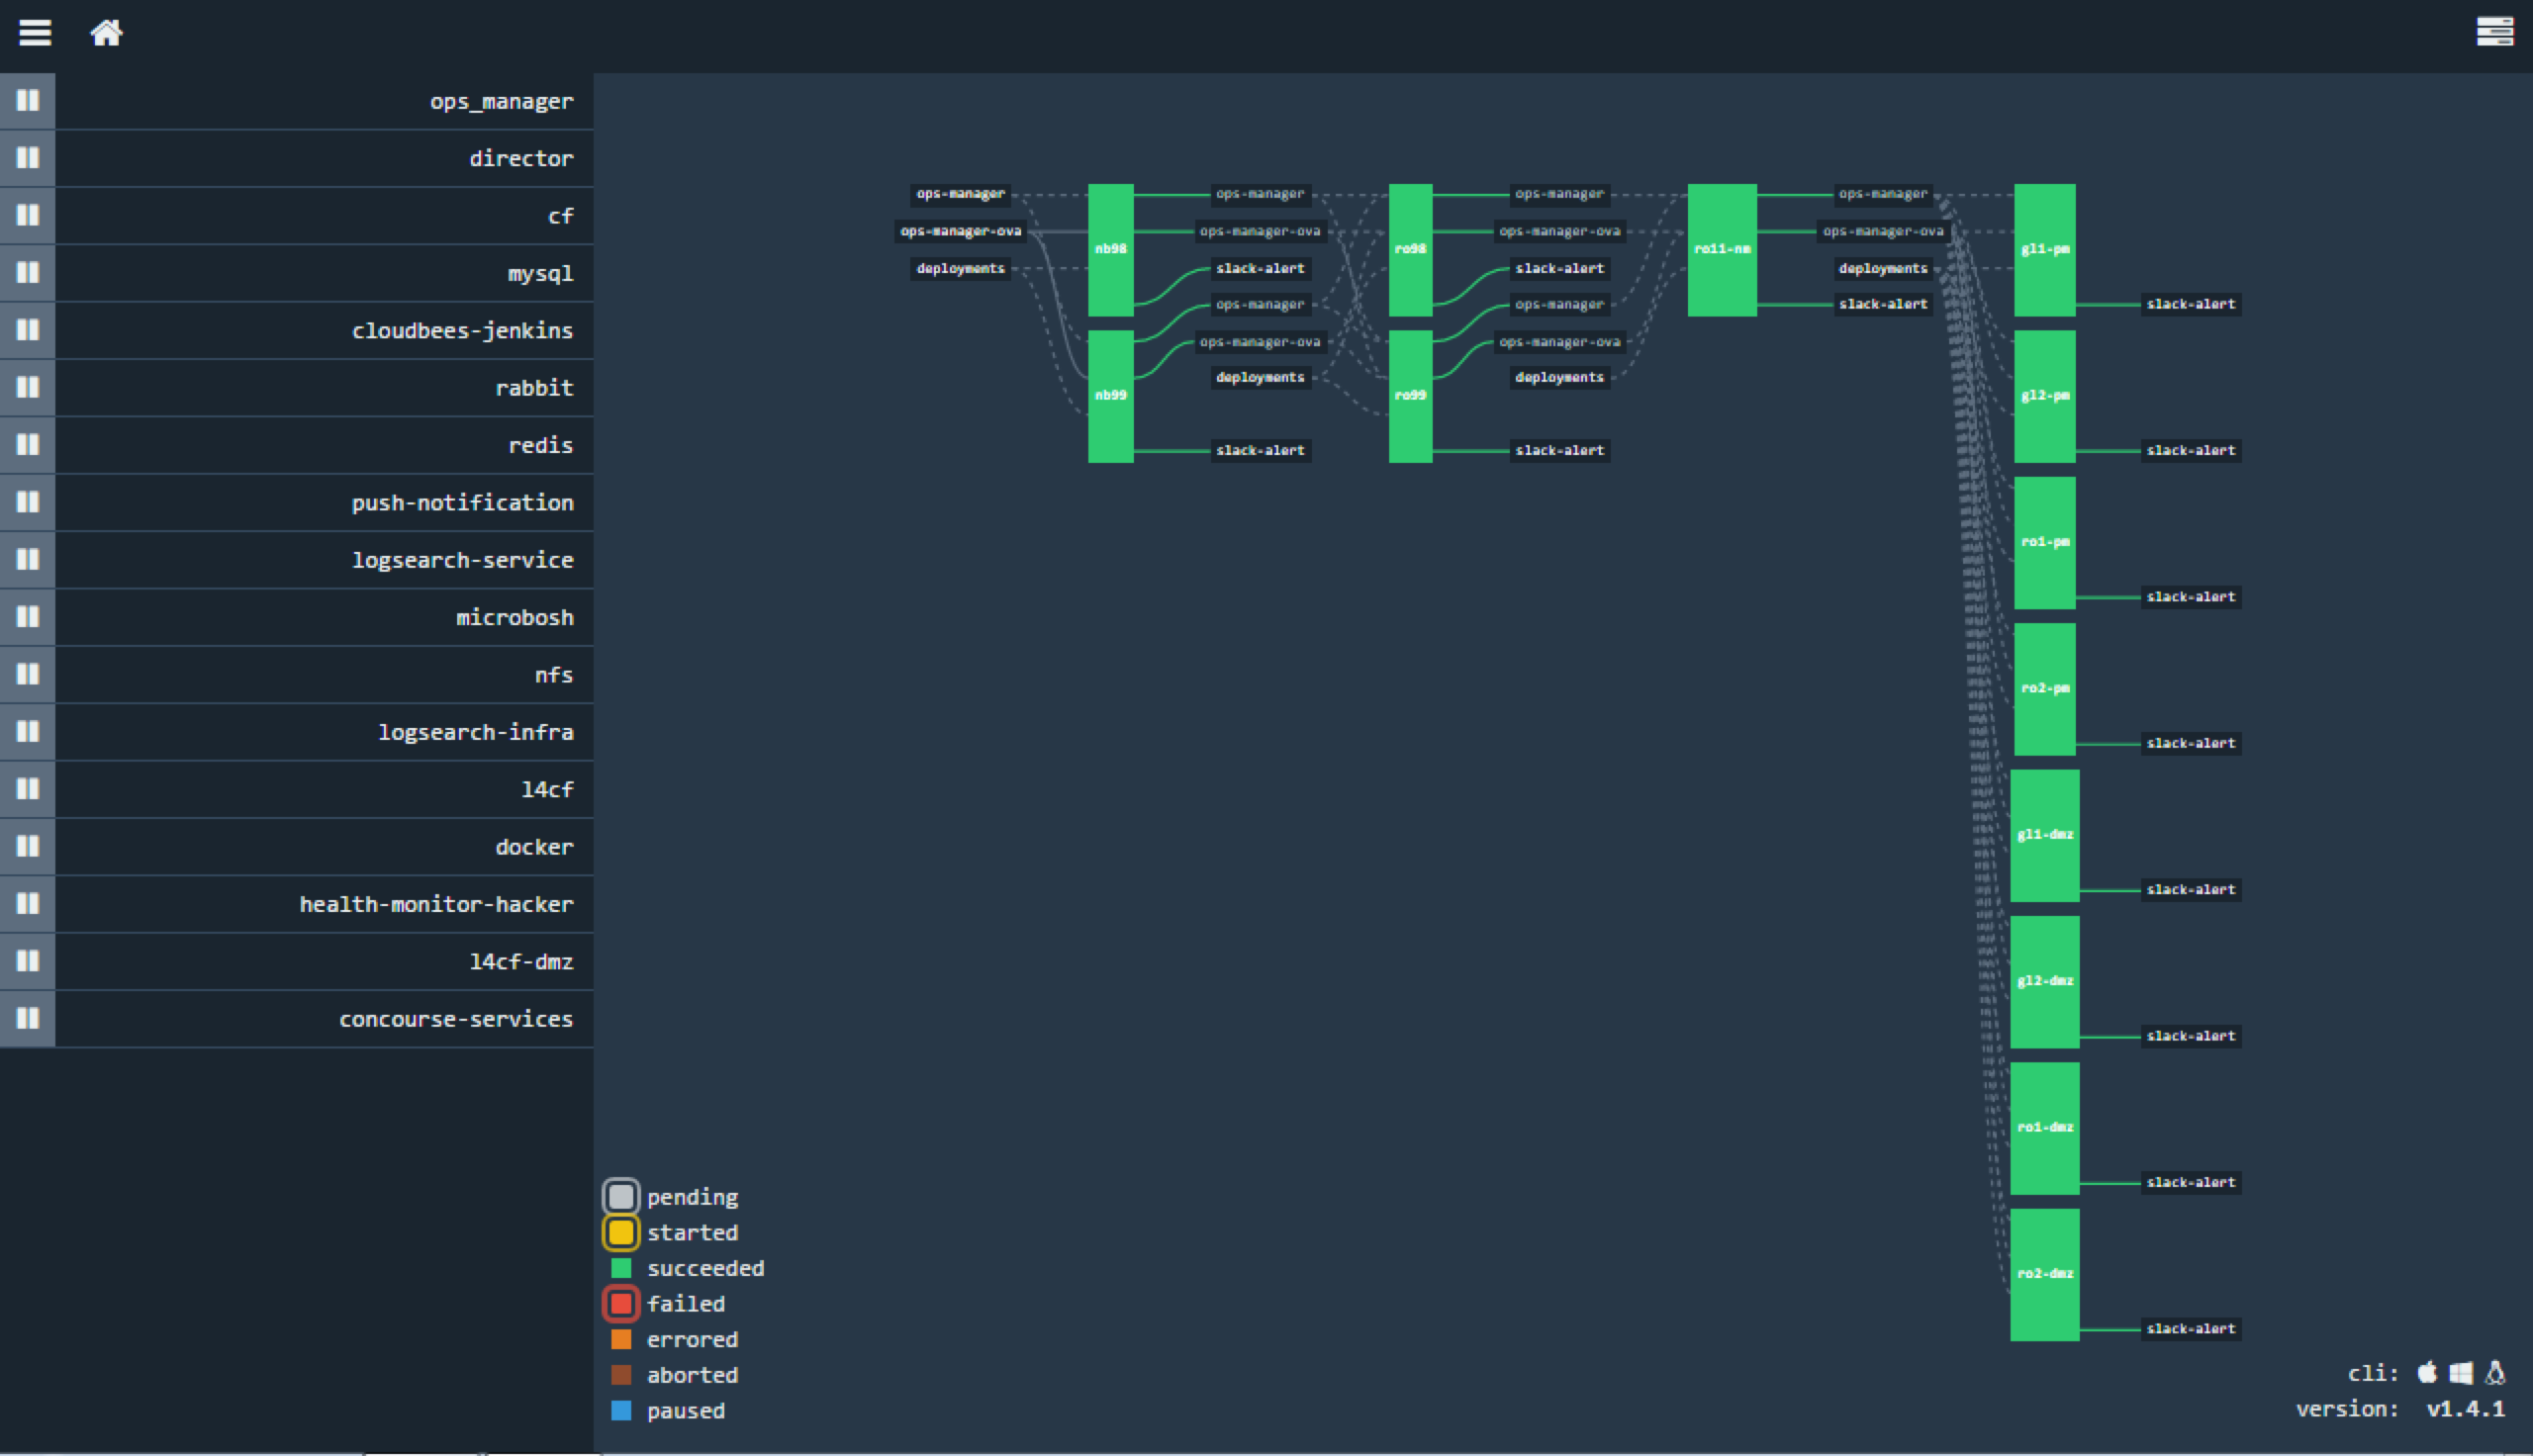 ops_manager
director
cf
mysql
cloudbees-jenkins
rabbit
redis
push-notification
logsearch-service
microbosh
nfs
logsearch-infra
l4cf
docker
health-monitor-hacker
l4cf-dmz
concourse-services
ops-manager
ops-manager-ova
deployments
nb98
nb99
ops-manager
ops-manager-ova
slack-alert
ops-manager
ops-manager-ova
deployments
slack-alert
ro98
ro99
ops-manager
ops-manager-ova
slack-alert
ops-manager
ops-manager-ova
deployments
slack-alert
ro11-nm
ops-manager
ops-manager-ova
deployments
slack-alert
gl1-pm
slack-alert
gl2-pm
slack-alert
ro1-pm
slack-alert
ro2-pm
slack-alert
gl1-dmz
slack-alert
gl2-dmz
slack-alert
ro1-dmz
slack-alert
ro2-dmz
slack-alert
pending
started
succeeded
failed
errored
aborted
paused
cli:
version: v1.4.1